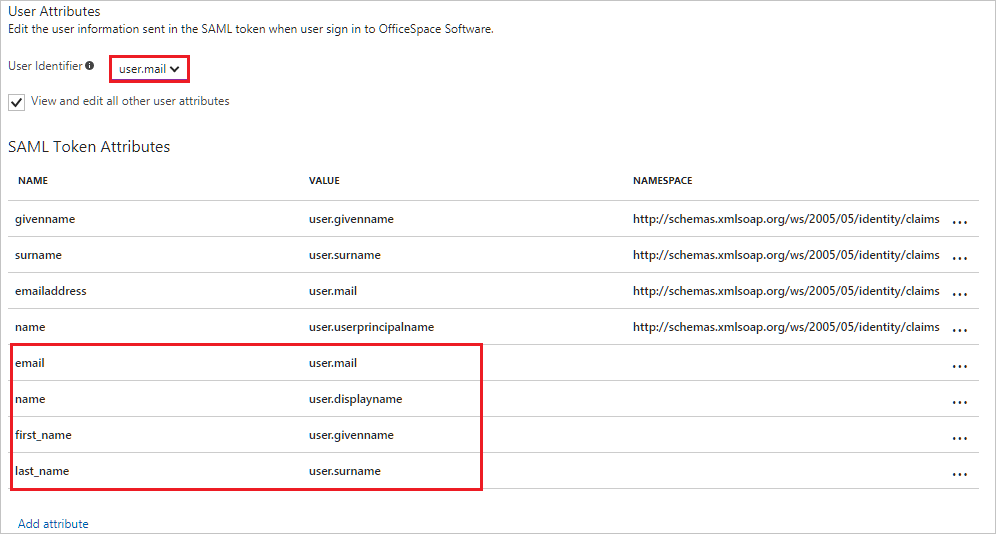 User Attributes
Edit the user information sent in the SAML token when user sign in to OfficeSpace Software.
User Identifier user.mail
View and edit all other user attributes
SAML Token Attributes
NAME VALUE NAMESPACE
givenname user.givenname http://schemas.xmlsoap.org/ws/2005/05/identity/claims ...
surname user.surname http://schemas.xmlsoap.org/ws/2005/05/identity/claims ...
emailaddress user.mail http://schemas.xmlsoap.org/ws/2005/05/identity/claims ...
name user.userprincipalname http://schemas.xmlsoap.org/ws/2005/05/identity/claims ...
email user.mail ...
name user.displayname ...
first_name user.givenname ...
last_name user.surname ...
Add attribute